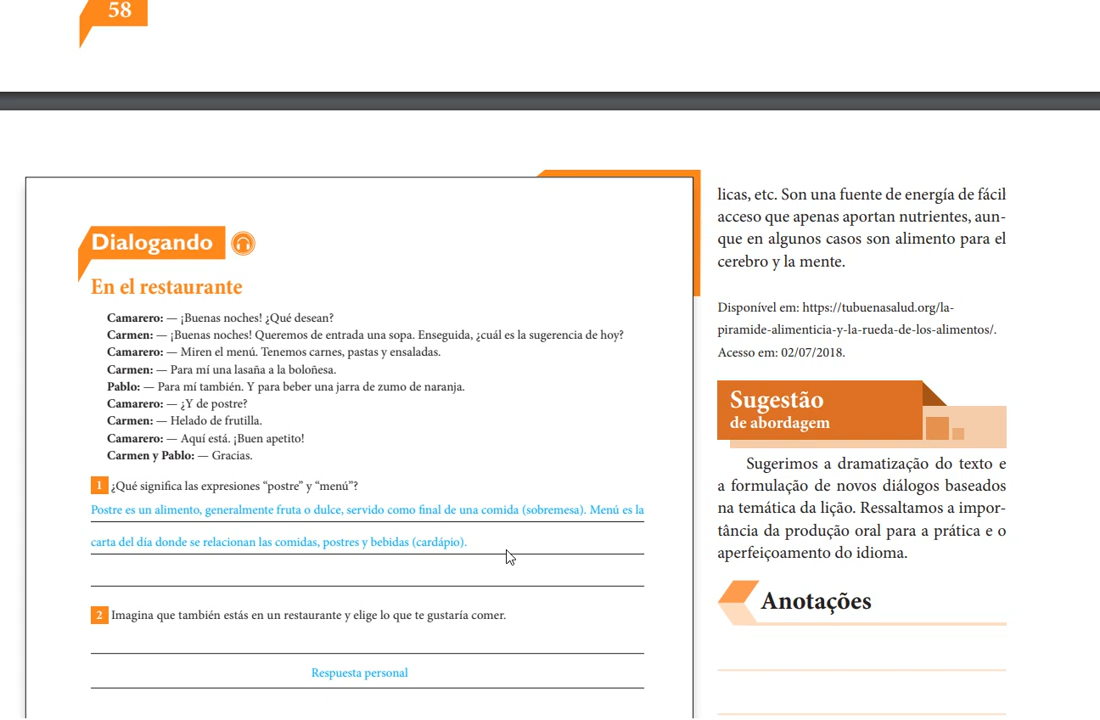 58
Dialogando
En el restaurante
Camarero: — ¡Buenas noches! ¿Qué desean?
Carmen: — ¡Buenas noches! Queremos de entrada una sopa. Enseguida, ¿cuál es la sugerencia de hoy?
Camarero: — Miren el menú. Tenemos carnes, pastas y ensaladas.
Carmen: — Para mí una lasaña a la boloñesa.
Pablo: — Para mí también. Y para beber una jarra de zumo de naranja.
Camarero: — ¿Y de postre?
Carmen: — Helado de frutilla.
Camarero: — Aquí está. ¡Buen apetito!
Carmen y Pablo: — Gracias.
1 ¿Qué significa las expresiones “postre” y “menú”?
Postre es un alimento, generalmente fruta o dulce, servido como final de una comida (sobremesa). Menú es la
carta del día donde se relacionan las comidas, postres y bebidas (cardápio).
2 Imagina que también estás en un restaurante y elige lo que te gustaría comer.
Respuesta personal
licas, etc. Son una fuente de energía de fácil
acceso que apenas aportan nutrientes, aun-
que en algunos casos son alimento para el
cerebro y la mente.
Disponível em: https://tubuenasalud.org/la-
piramide-alimenticia-y-la-rueda-de-los-alimentos/.
Acesso em: 02/07/2018.
Sugestão
de abordagem
Sugerimos a dramatização do texto e
a formulação de novos diálogos baseados
na temática da lição. Ressaltamos a impor-
tância da produção oral para a prática e o
aperfeiçoamento do idioma.
Anotações